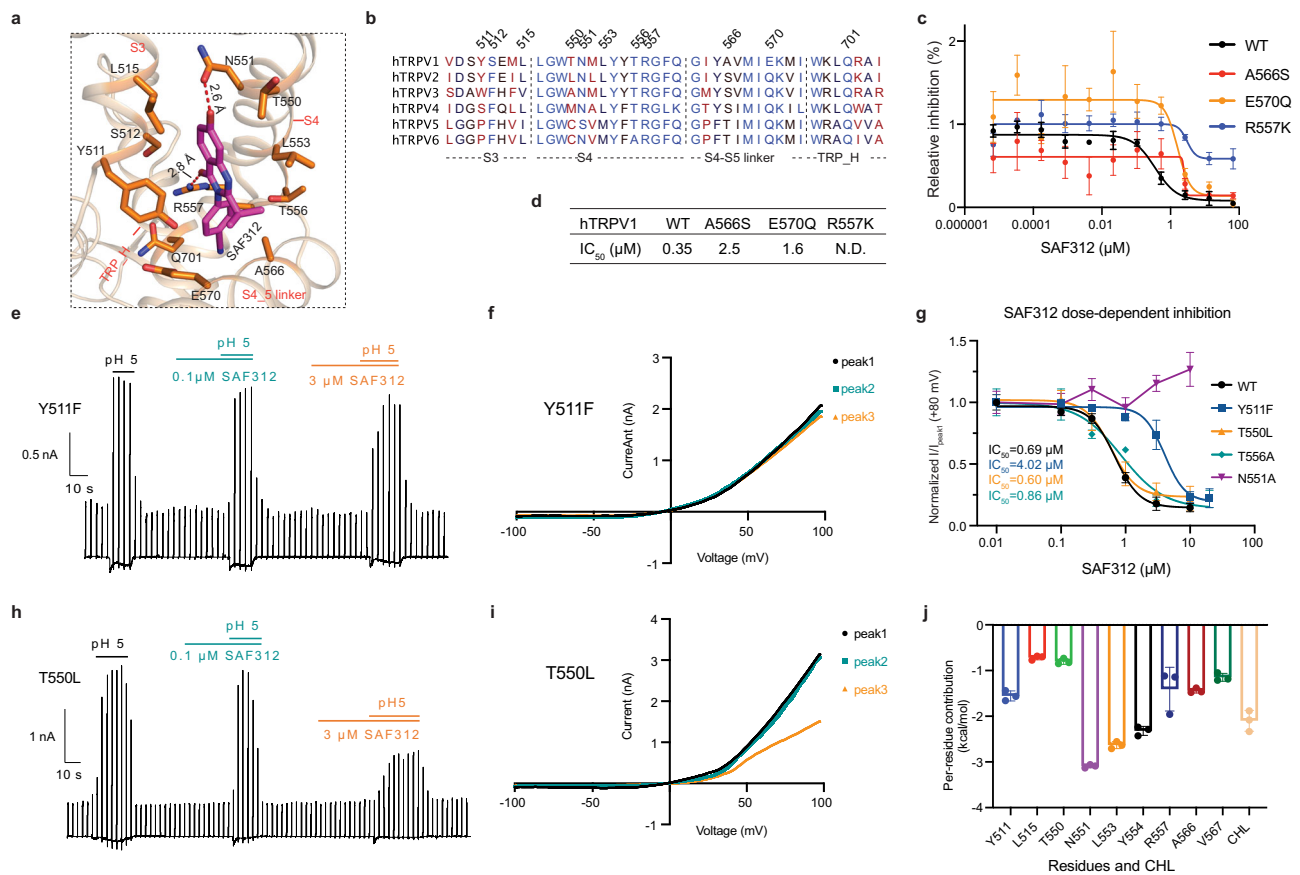 a
S3
L515
N551
2.6 Å
T550
S4
S512
Y511
L553
2.8 Å
R557
T556
SAF312
TRP_H
Q701
A566
E570
S4_5 linker
b
511 512 515 550 551 553 556 557 566 570 701
hTRPV1 VDSYSEML LGWTNMLYYTRGFQ GIYAVMIEKMI WKLQRAI
hTRPV2 IDSYFEIL LGWLNLLYYTRGFQ GIYSVMIQKMI WKLQKAI
hTRPV3 SDAWFHFV LGWANMLYYTRGFQ GMYSVMIQKVI WRLQRAR
hTRPV4 DGSFQLL LGWMNALYFTRGLK GTYSIMIQKIL WKLQWAT
hTRPV5 LGGPFHVI LGWCSVMYFARGFQ GPFTIMIQKMI WRAQVVA
hTRPV6 LGGPFHVL LGWCNVMYFARGFQ GPFTIMIQKMI WRAQIVA
S3 S4 S4-S5 linker TRP_H
c
Releative inhibition (%)
2.0
1.5
1.0
0.5
0
0.000001 0.0001 0.01 1 100
SAF312 (µM)
WT
A566S
E570Q
R557K
d
hTRPV1 WT A566S E570Q R557K
IC50 (µM) 0.35 2.5 1.6 N.D.
e
pH 5
pH 5
0.1µM SAF312
pH 5
3 µM SAF312
Y511F
0.5 nA
10 s
f
Y511F
CurreAnt (nA)
3
2
1
-1
-100 -50 50 100
Voltage (mV)
peak1
peak2
peak3
g
SAF312 dose-dependent inhibition
Normalized I/Ipeak1 (+80 mV)
1.5
1.0
0.5
0.0
0.01 0.1 1 10 100
SAF312 (µM)
IC50=0.69 µM
IC50=4.02 µM
IC50=0.60 µM
IC50=0.86 µM
WT
Y511F
T550L
T556A
N551A
h
pH 5
pH 5
0.1 µM SAF312
pH 5
3 µM SAF312
T550L
1 nA
10 s
i
T550L
Current (nA)
4
3
2
1
-1
-100 -50 50 100
Voltage (mV)
peak1
peak2
peak3
j
Per-residue contribution
(kcal/mol)
0
-1
-2
-3
-4
Y511 L515 T550 N551 L553 Y554 R557 A566 V567 CHL
Residues and CHL